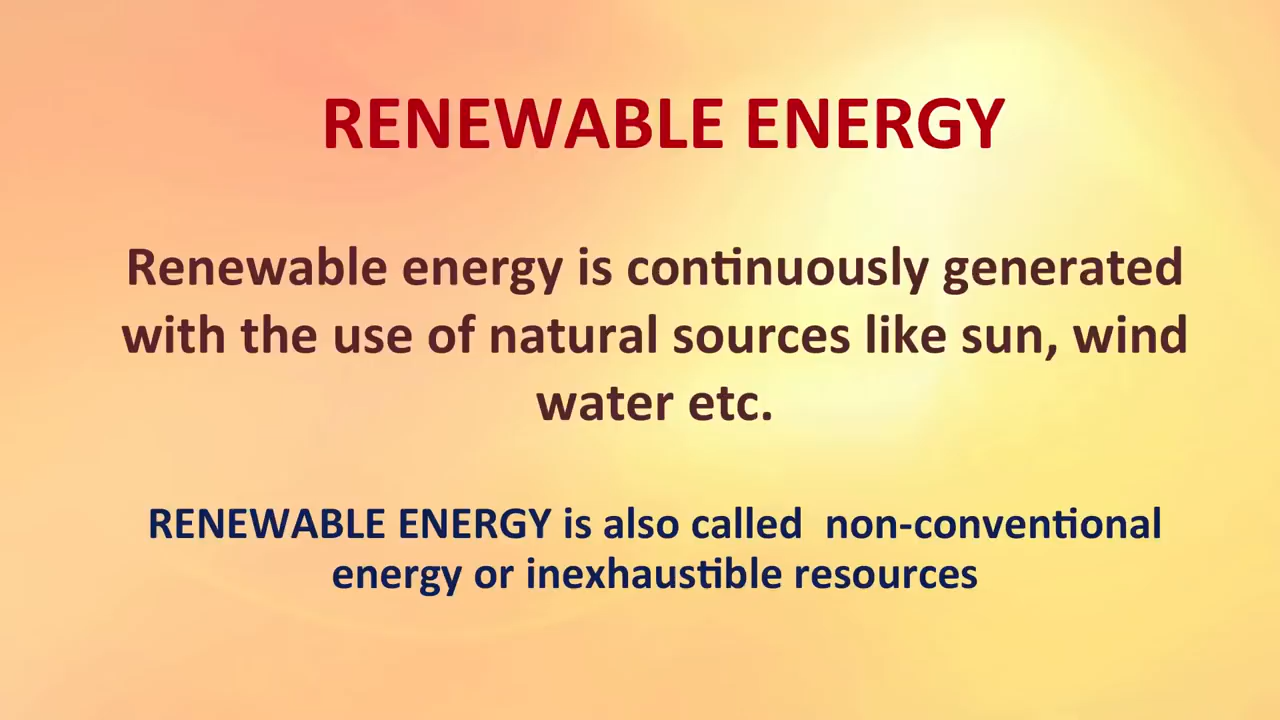 RENEWABLE ENERGY
Renewable energy is continuously generated
with the use of natural sources like sun, wind
water etc.
RENEWABLE ENERGY is also called  non-conventional
energy or inexhaustible resources